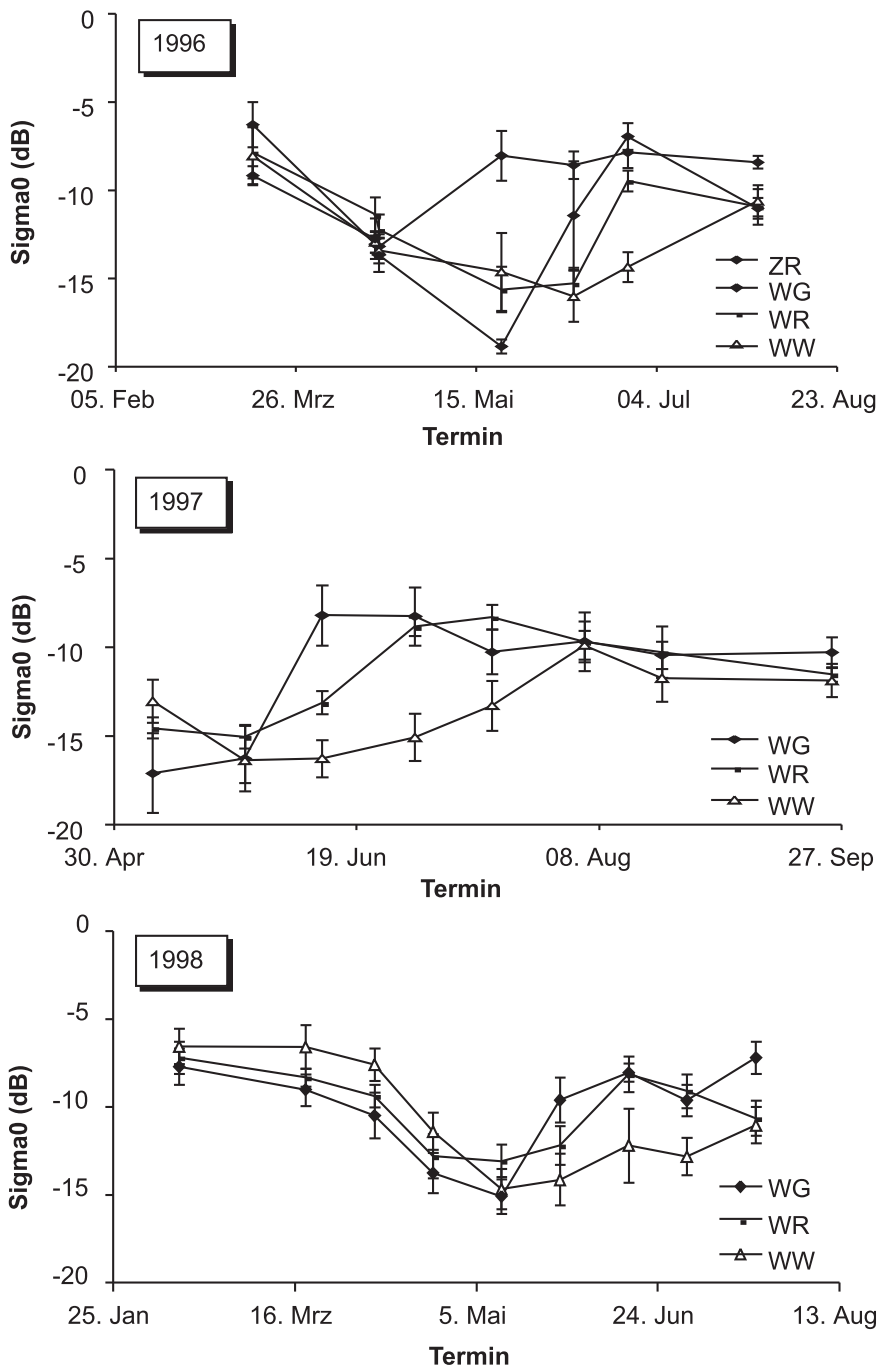 0
1996
-5
Sigma0 (dB)
-10
-15
-20
ZR
WG
WR
WW
05. Feb 26. Mrz 15. Mai 04. Jul 23. Aug
Termin
0
1997
-5
Sigma0 (dB)
-10
-15
-20
WG
WR
WW
30. Apr 19. Jun 08. Aug 27. Sep
Termin
0
1998
-5
Sigma0 (dB)
-10
-15
-20
WG
WR
WW
25. Jan 16. Mrz 5. Mai 24. Jun 13. Aug
Termin